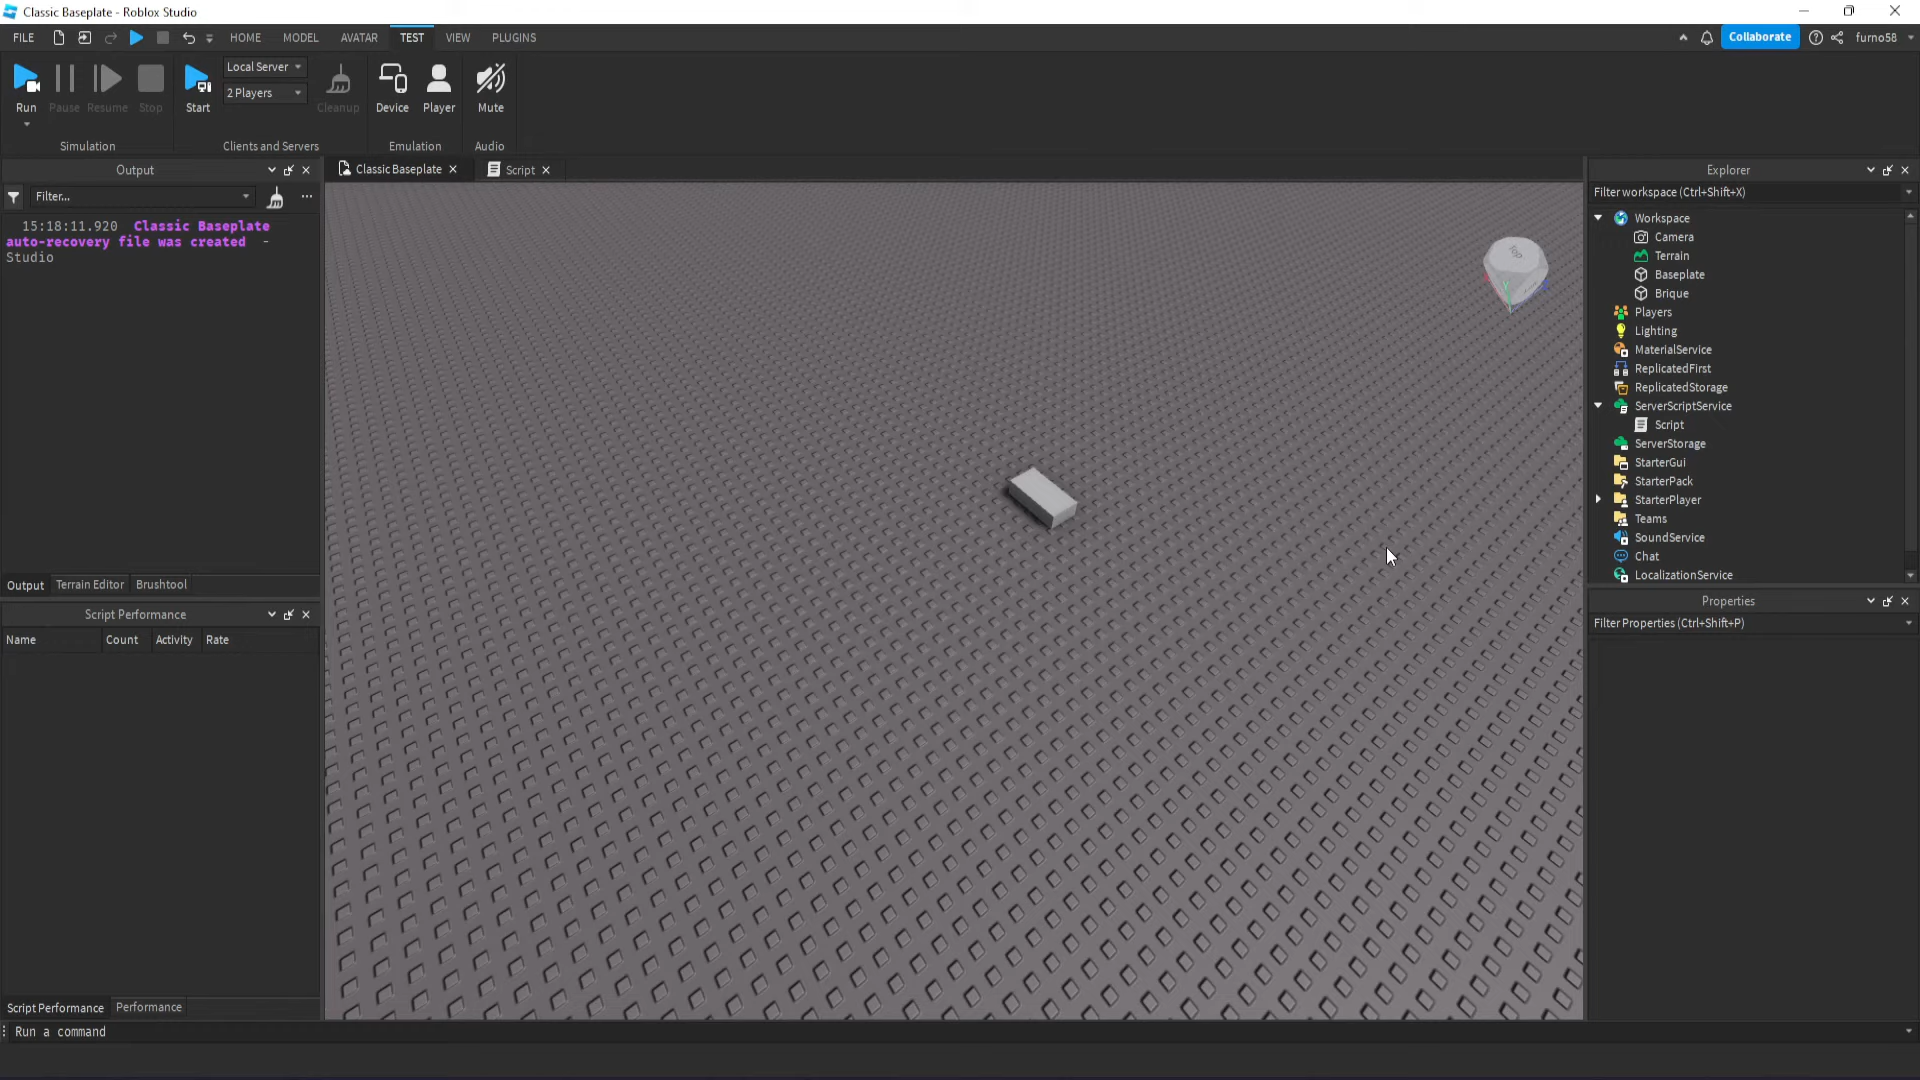 Classic Baseplate - Roblox Studio
FILE HOME MODEL AVATAR TEST VIEW PLUGINS Collaborate furno58
Run Pause Resume Stop Start Local Server 2 Players Cleanup Device Player Mute
Simulation Clients and Servers Emulation Audio
Output
Filter...
15:18:11.920 Classic Baseplate
auto-recovery file was created -
Studio
Output Terrain Editor Brushtool
Script Performance
Name Count Activity Rate
Script Performance Performance
Run a command
Classic Baseplate Script
Top
Explorer
Filter workspace (Ctrl+Shift+X)
Workspace
Camera
Terrain
Baseplate
Brique
Players
Lighting
MaterialService
ReplicatedFirst
ReplicatedStorage
ServerScriptService
Script
ServerStorage
StarterGui
StarterPack
StarterPlayer
Teams
SoundService
Chat
LocalizationService
Properties
Filter Properties (Ctrl+Shift+P)